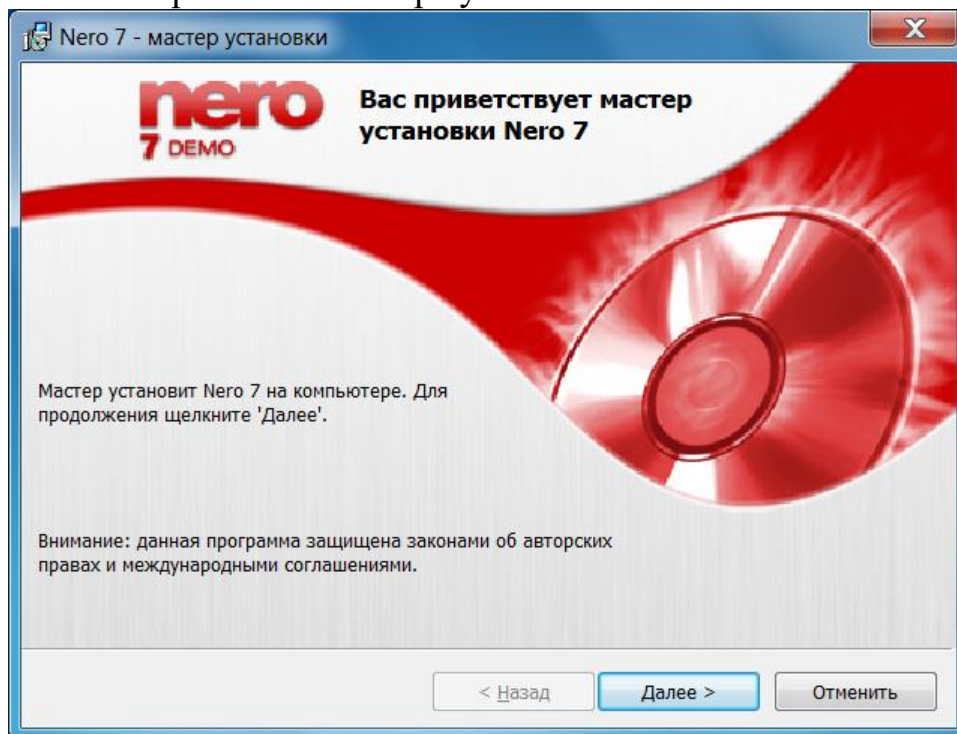 Nero 7 - мастер установки
nero
7 DEMO
Вас приветствует мастер
установки Nero 7
Мастер установит Nero 7 на компьютере. Для
продолжения щелкните 'Далее'.
Внимание: данная программа защищена законами об авторских
правах и международными соглашениями.
< Назад
Далее >
Отменить